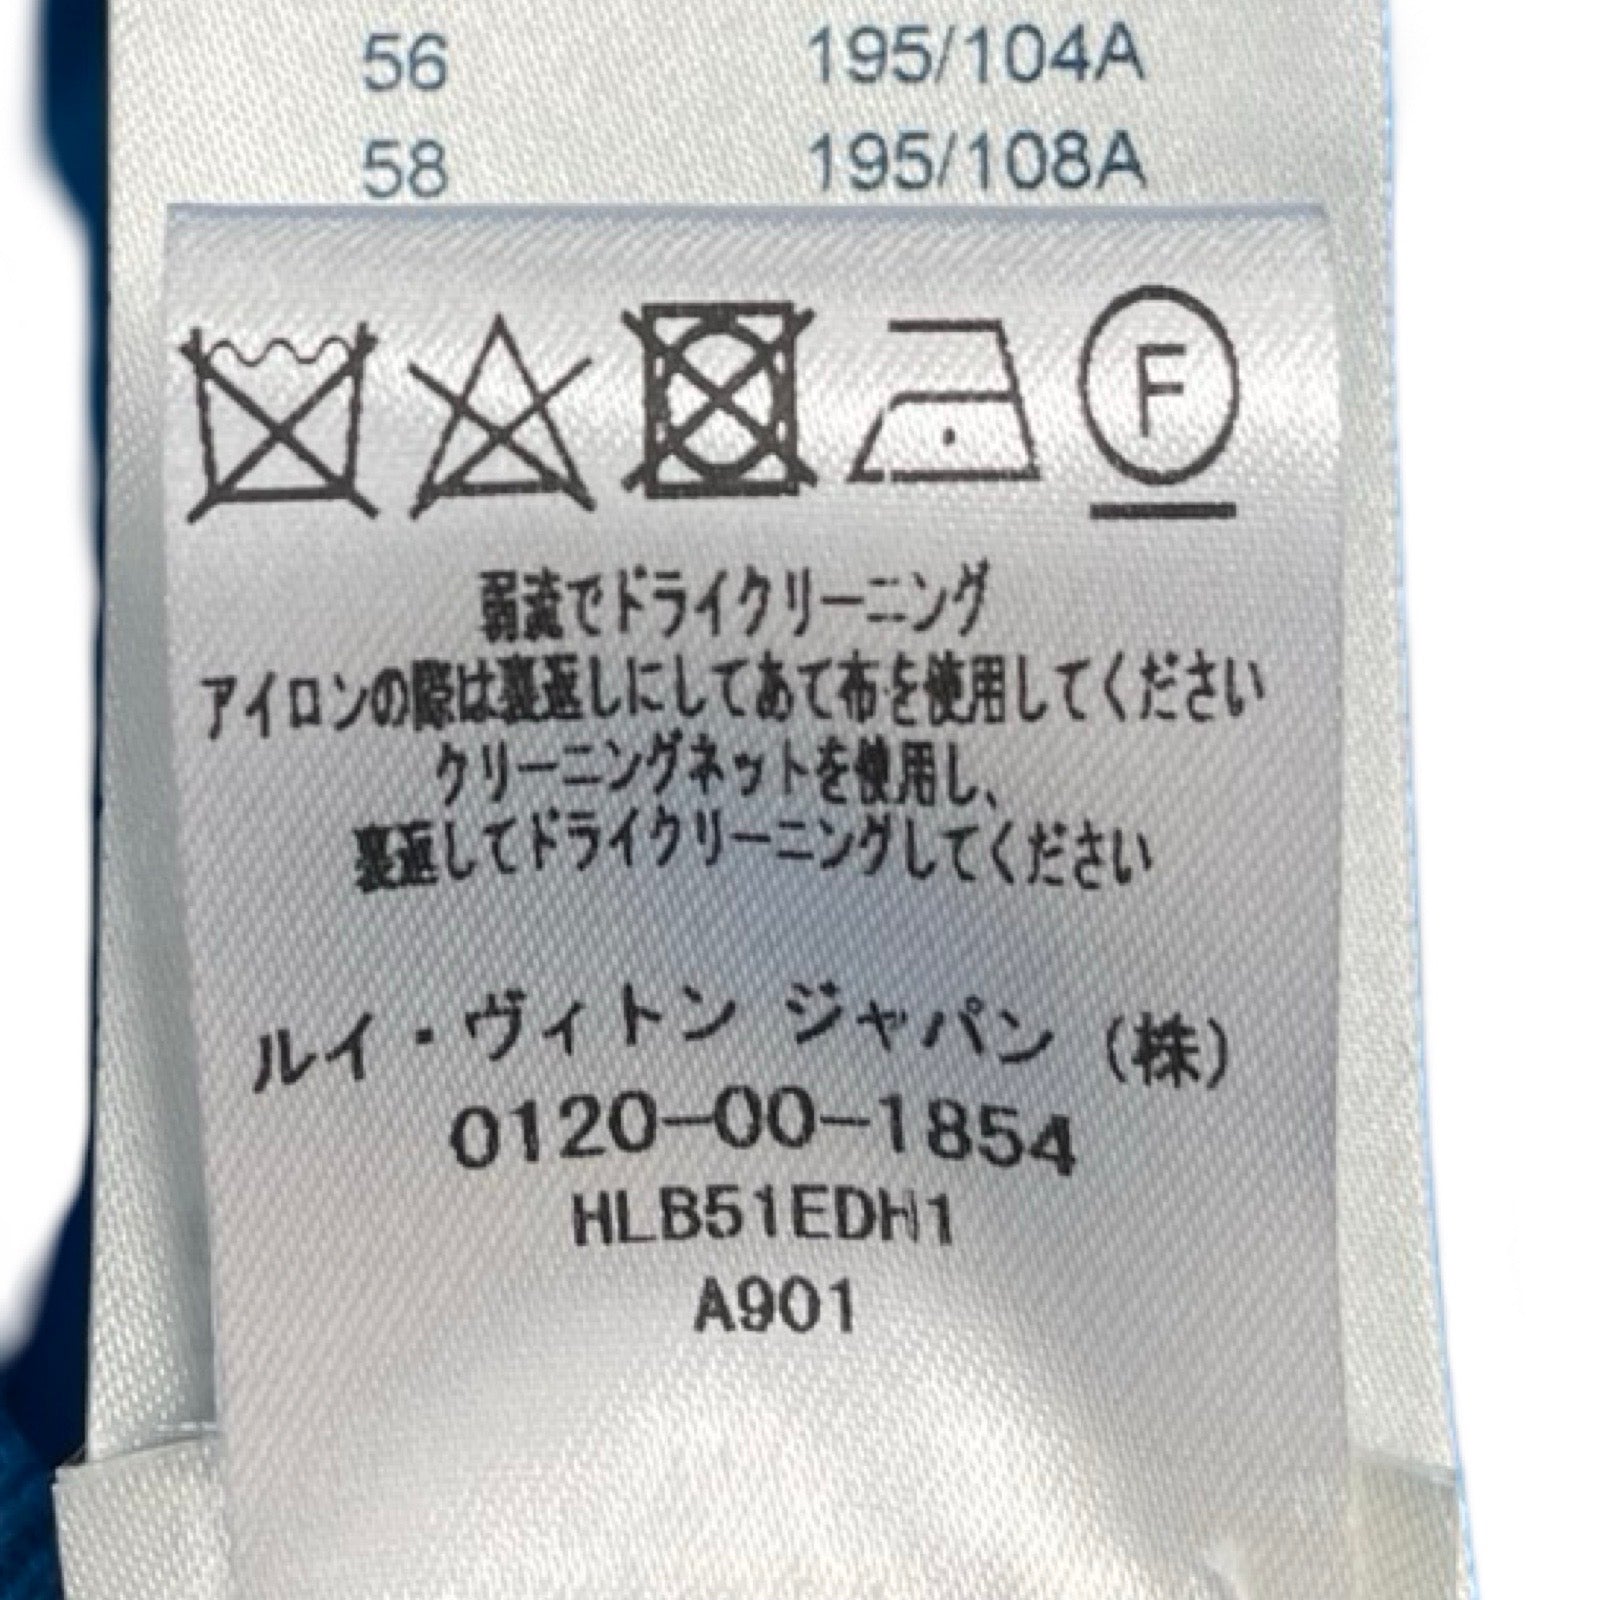 56 195/104A
58 195/108A
F
弱流でドライクリーニング
アイロンの際は裏返しにしてあて布を使用してください
クリーニングネットを使用し、
裏返してドライクリーニングしてください
ルイ・ヴィトン ジャパン (株)
0120-00-1854
HLB51EDH1
A901